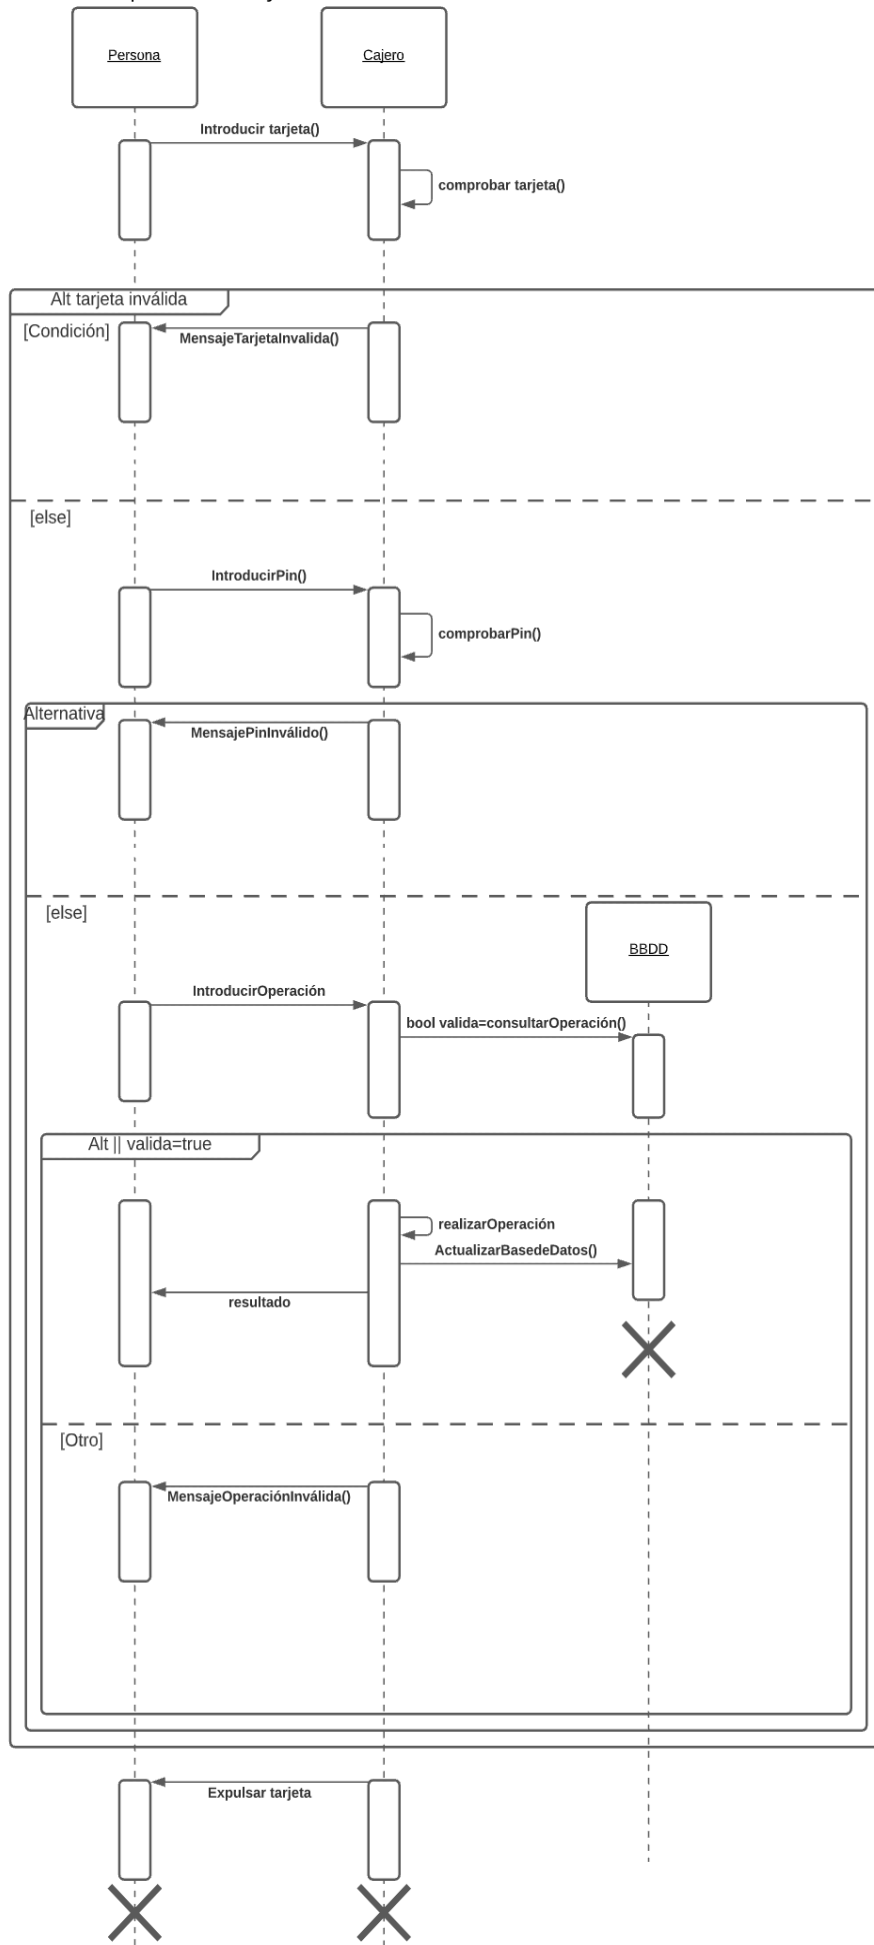 Persona
Cajero
Introducir tarjeta()
comprobar tarjeta()
Alt tarjeta inválida
[Condición]
MensajeTarjetaInvalida()
[else]
IntroducirPin()
comprobarPin()
Alternativa
MensajePinInválido()
[else]
BBDD
IntroducirOperación
bool valida=consultarOperación()
Alt || valida=true
realizarOperación
ActualizarBasedeDatos()
resultado
[Otro]
MensajeOperaciónInválida()
Expulsar tarjeta